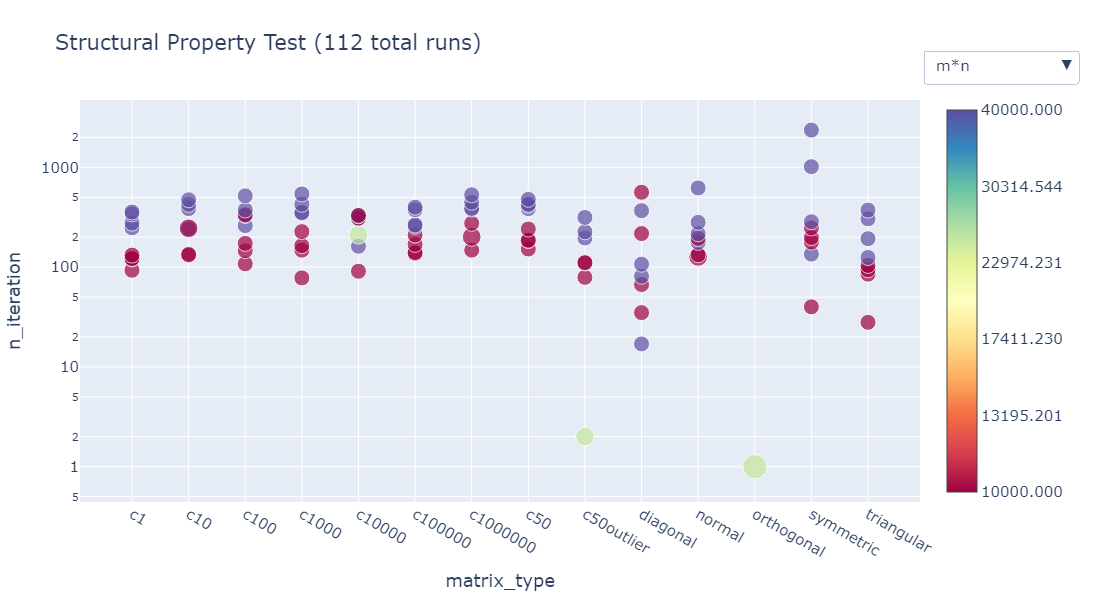 Structural Property Test (112 total runs)
m*n ▼
40000.000
30314.544
22974.231
17411.230
13195.201
10000.000
n_iteration
2
1000
5
2
100
5
2
10
5
2
1
5
c1
c10
c100
c1000
c10000
c100000
c1000000
c50
c50outlier
diagonal
normal
orthogonal
symmetric
triangular
matrix_type